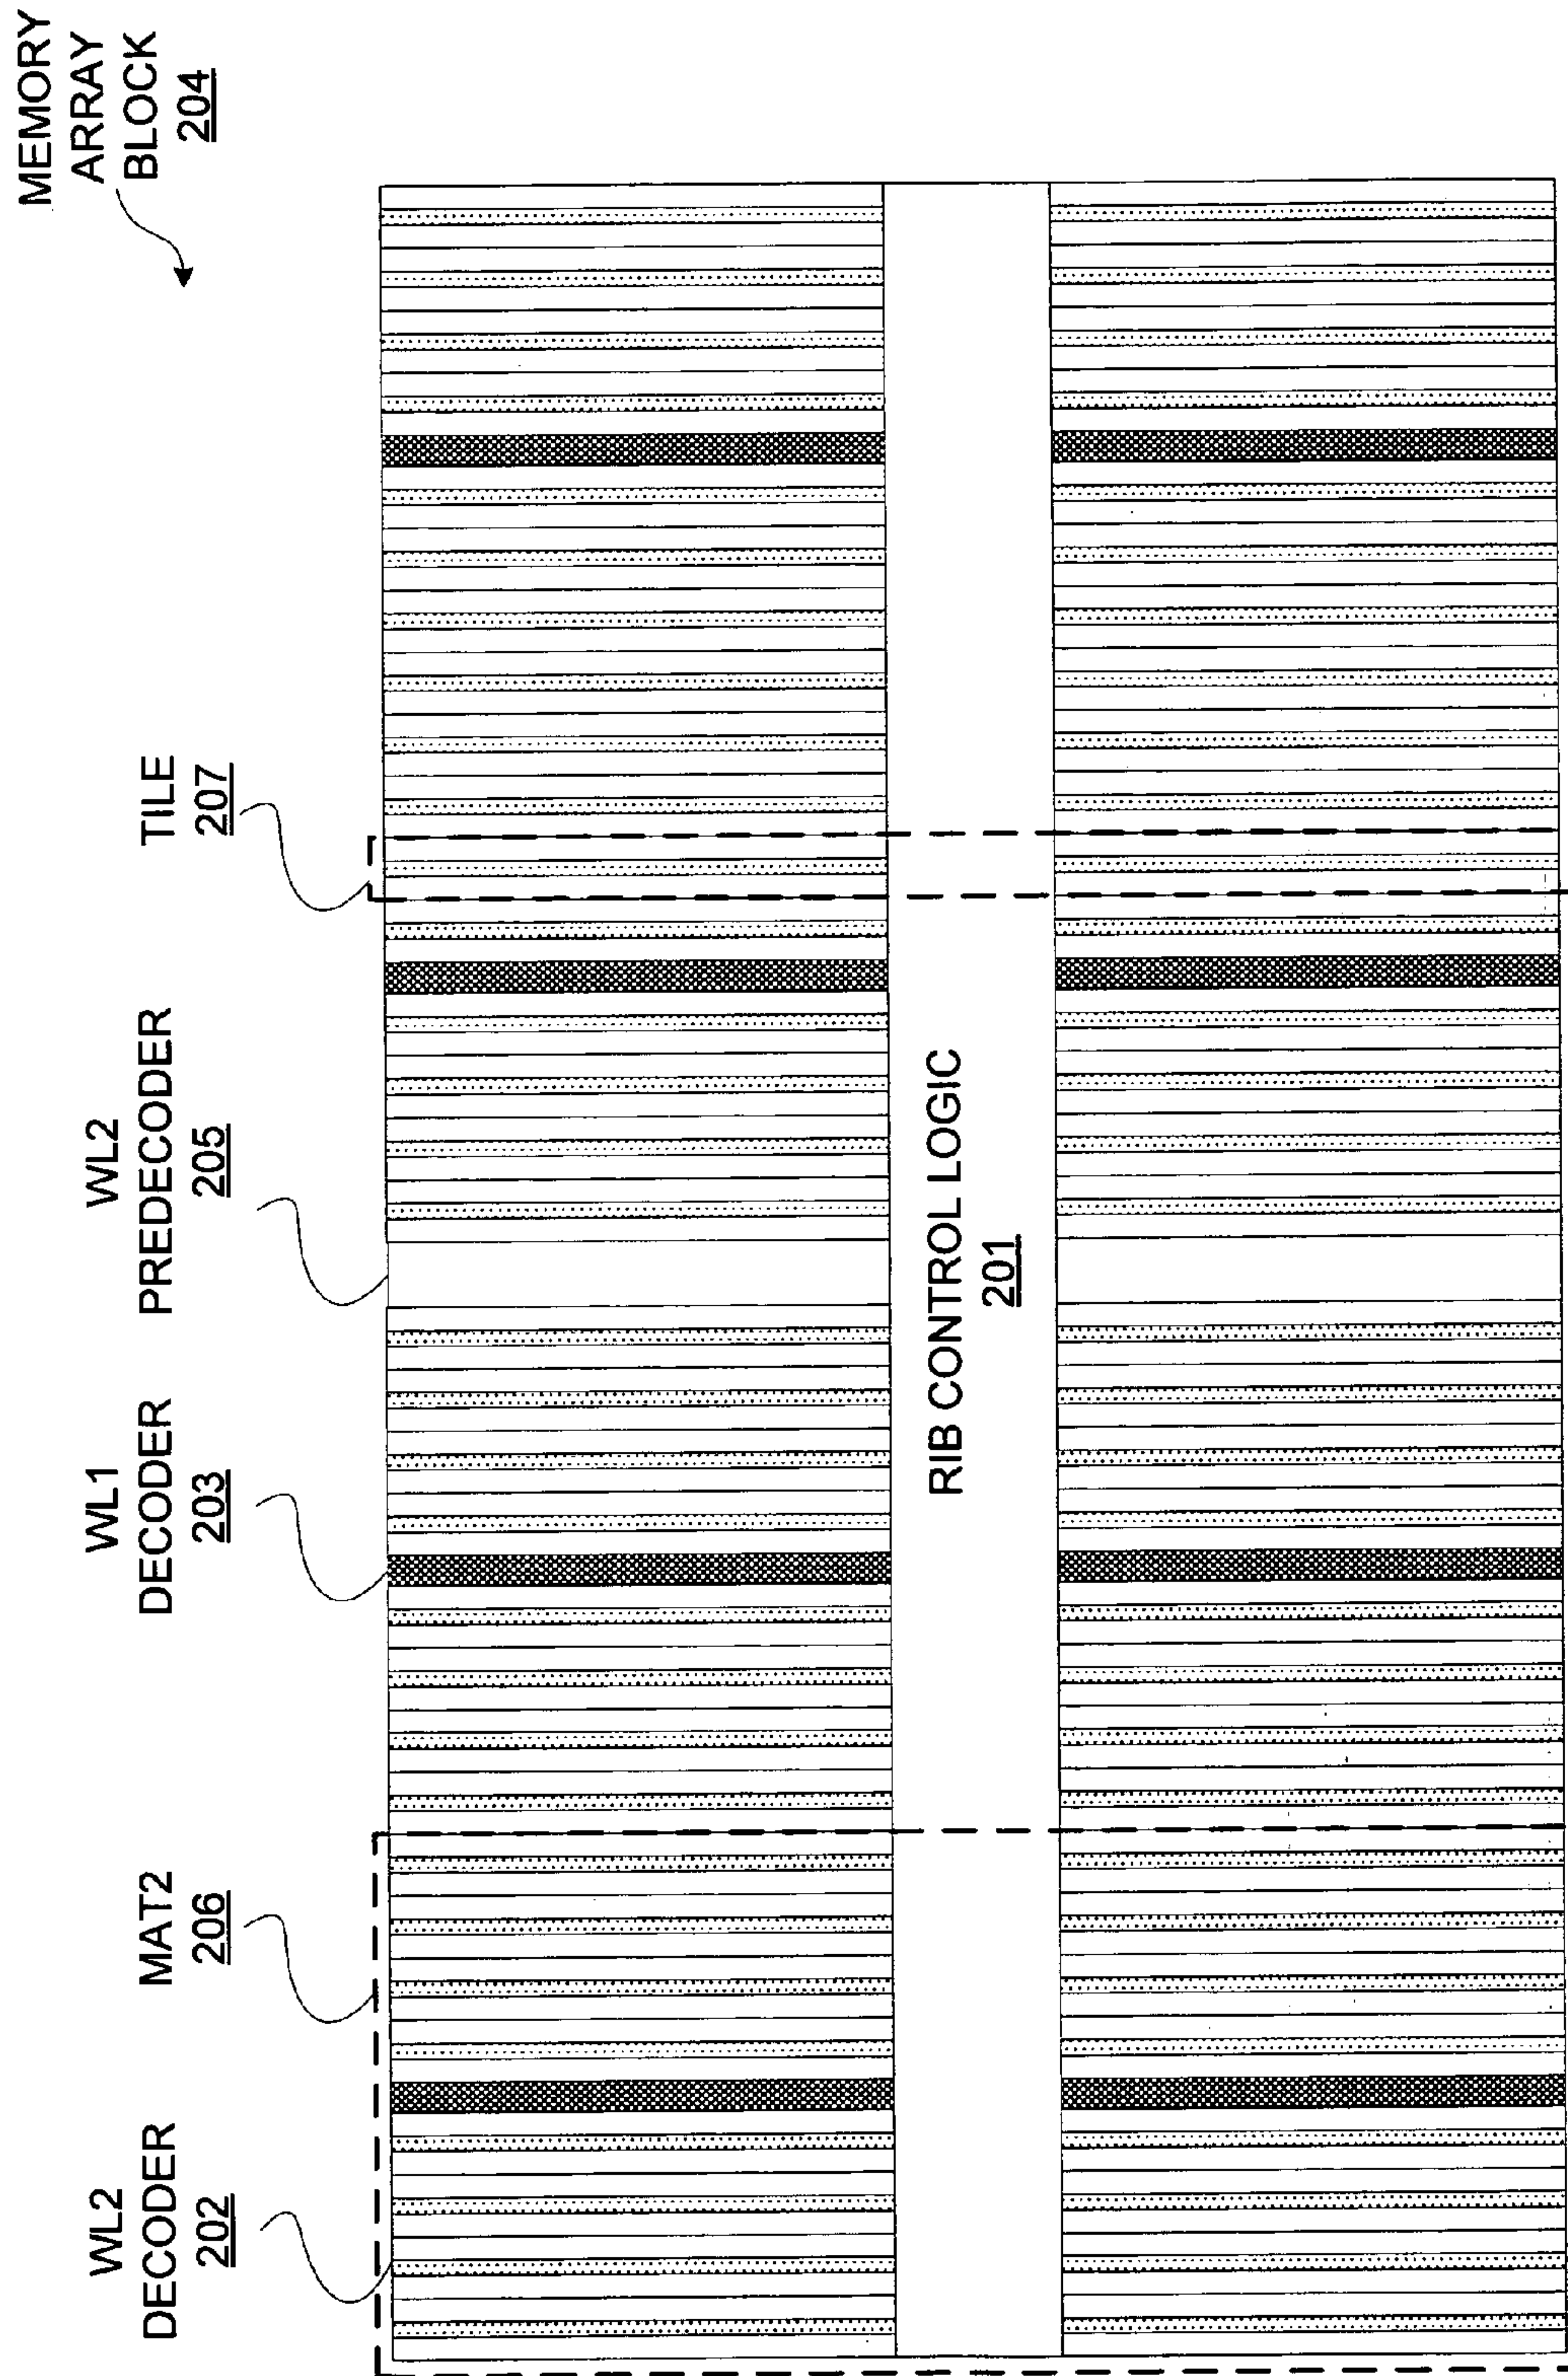 MEMORY
ARRAY
BLOCK
204
TILE
207
WL2
PREDECODER
205
WL1
DECODER
203
MAT2
206
WL2
DECODER
202
RIB CONTROL LOGIC
201